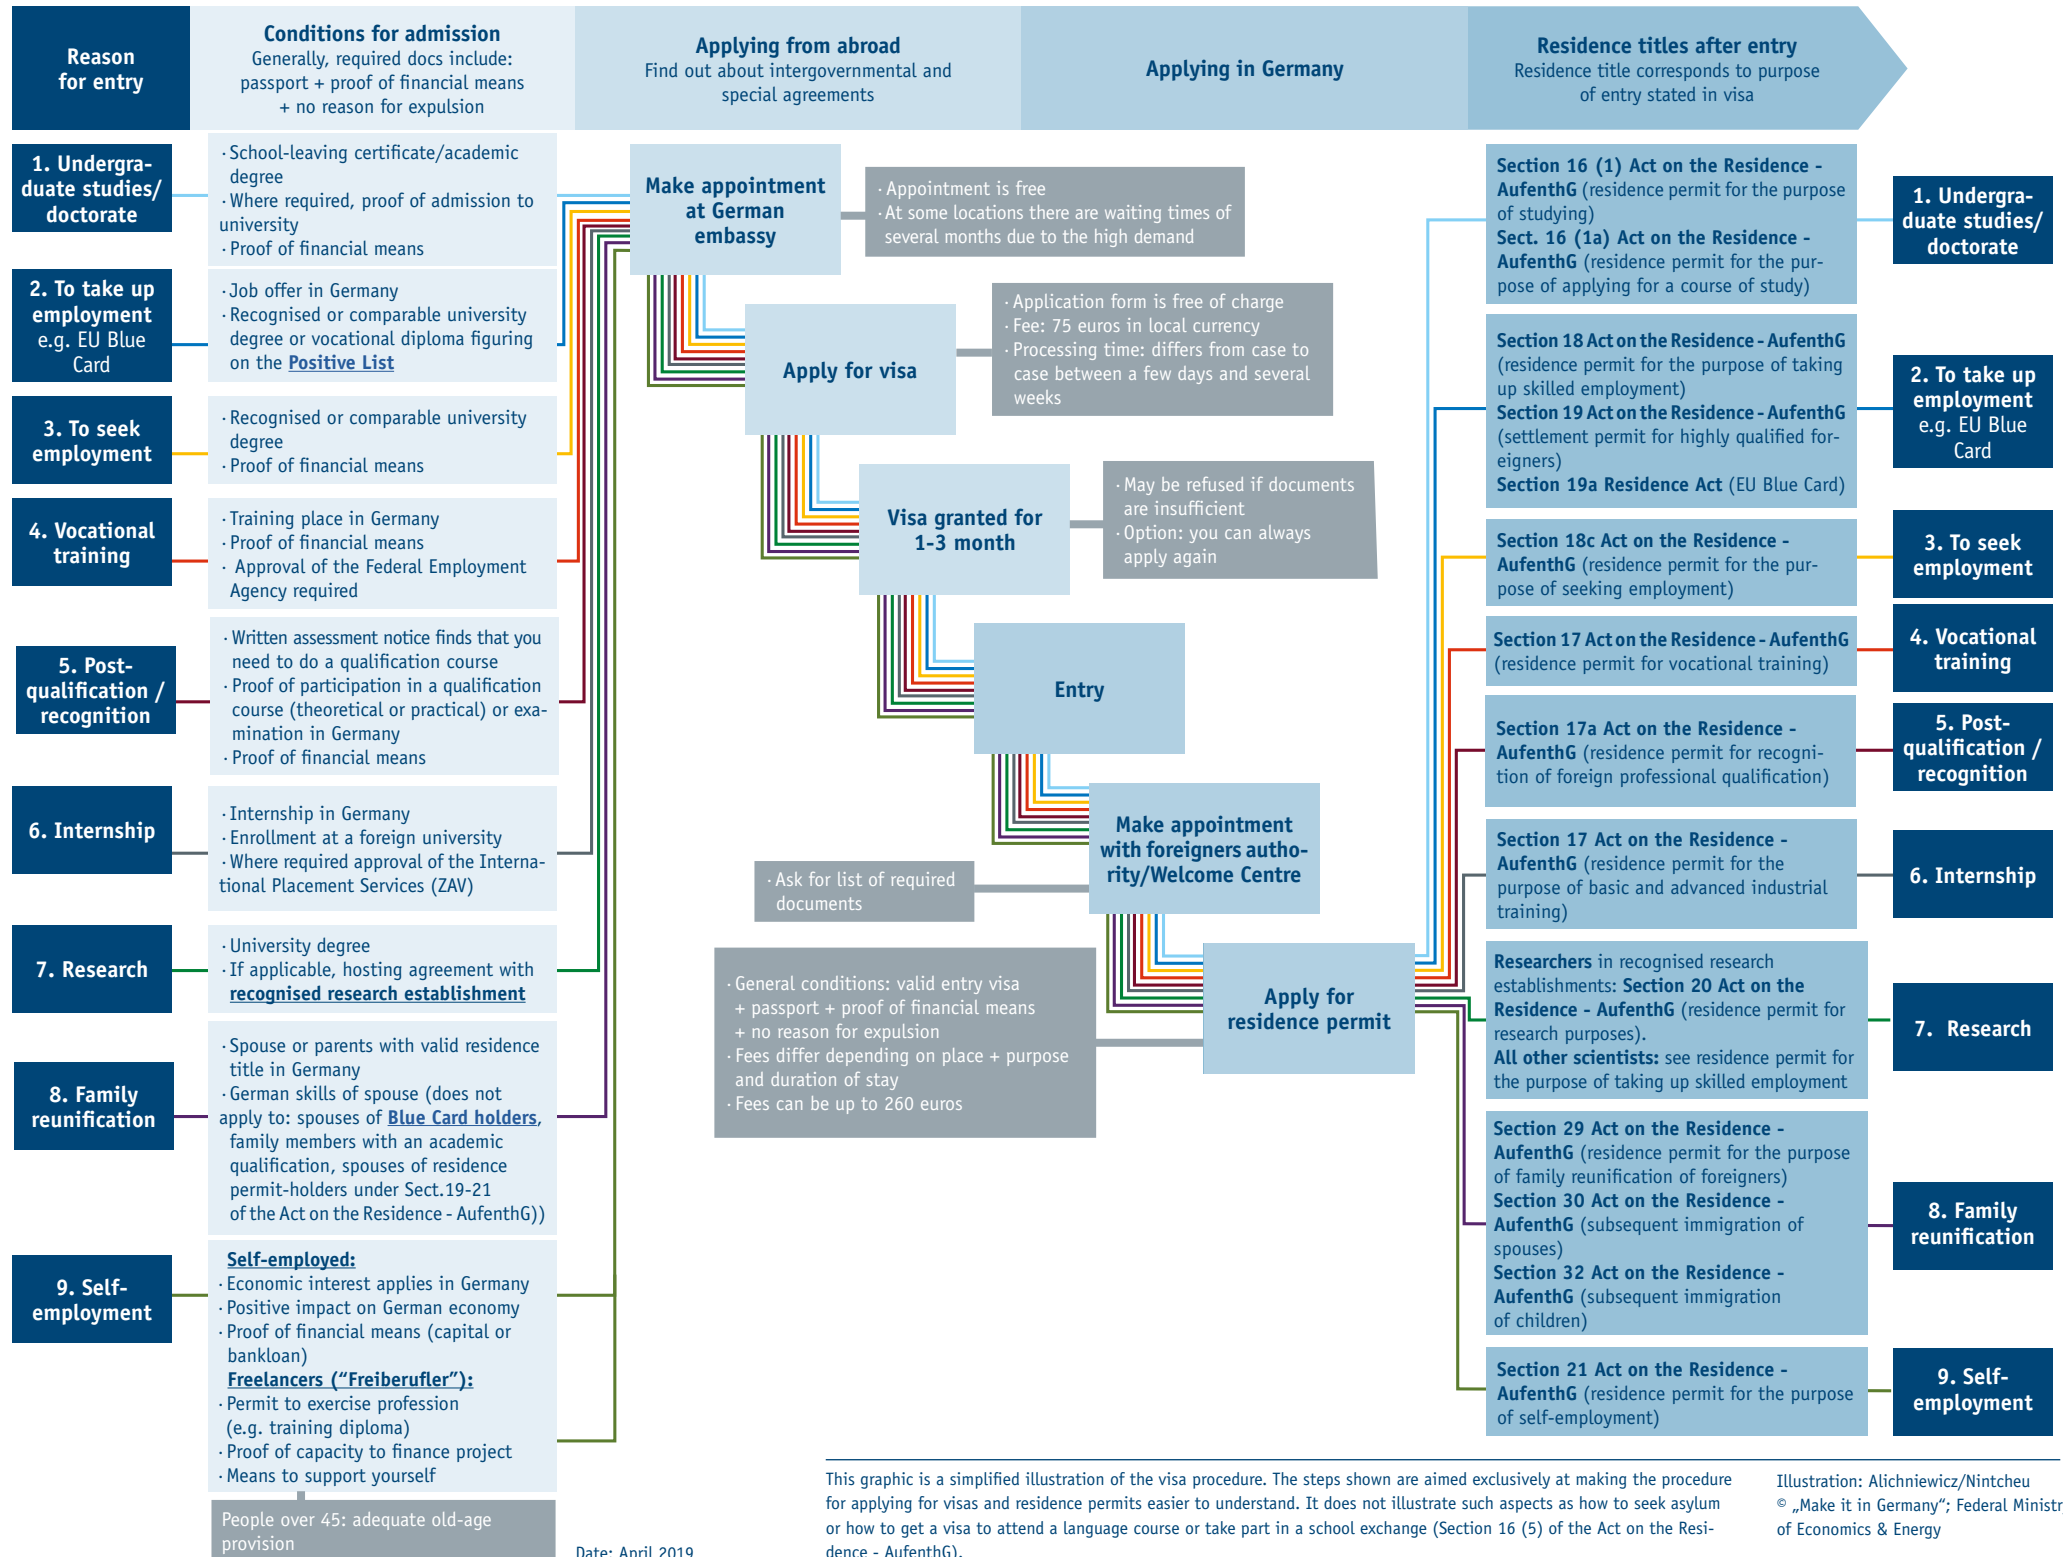 Reason
for entry
Conditions for admission
Generally, required docs include:
passport + proof of financial means
+ no reason for expulsion
Applying from abroad
Find out about intergovernmental and
special agreements
Applying in Germany
Residence titles after entry
Residence title corresponds to purpose
of entry stated in visa
1. Undergra-
duate studies/
doctorate
· School-leaving certificate/academic
degree
· Where required, proof of admission to
university
· Proof of financial means
2. To take up
employment
e.g. EU Blue
Card
· Job offer in Germany
· Recognised or comparable university
degree or vocational diploma figuring
on the Positive List
3. To seek
employment
· Recognised or comparable university
degree
· Proof of financial means
4. Vocational
training
· Training place in Germany
· Proof of financial means
· Approval of the Federal Employment
Agency required
5. Post-
qualification /
recognition
· Written assessment notice finds that you
need to do a qualification course
· Proof of participation in a qualification
course (theoretical or practical) or exa-
mination in Germany
· Proof of financial means
6. Internship
· Internship in Germany
· Enrollment at a foreign university
· Where required approval of the Interna-
tional Placement Services (ZAV)
7. Research
· University degree
· If applicable, hosting agreement with
recognised research establishment
8. Family
reunification
· Spouse or parents with valid residence
title in Germany
· German skills of spouse (does not
apply to: spouses of Blue Card holders,
family members with an academic
qualification, spouses of residence
permit-holders under Sect.19-21
of the Act on the Residence - AufenthG))
9. Self-
employment
Self-employed:
· Economic interest applies in Germany
· Positive impact on German economy
· Proof of financial means (capital or
bankloan)
Freelancers (“Freiberufler”):
· Permit to exercise profession
(e.g. training diploma)
· Proof of capacity to finance project
· Means to support yourself
People over 45: adequate old-age
provision
Make appointment
at German
embassy
· Appointment is free
· At some locations there are waiting times of
several months due to the high demand
Apply for visa
· Application form is free of charge
· Fee: 75 euros in local currency
· Processing time: differs from case to
case between a few days and several
weeks
Visa granted for
1-3 month
· May be refused if documents
are insufficient
· Option: you can always
apply again
Entry
Make appointment
with foreigners autho-
rity/Welcome Centre
· Ask for list of required
documents
Apply for
residence permit
· General conditions: valid entry visa
+ passport + proof of financial means
+ no reason for expulsion
· Fees differ depending on place + purpose
and duration of stay
· Fees can be up to 260 euros
Section 16 (1) Act on the Residence -
AufenthG (residence permit for the purpose
of studying)
Sect. 16 (1a) Act on the Residence -
AufenthG (residence permit for the pur-
pose of applying for a course of study)
1. Undergra-
duate studies/
doctorate
Section 18 Act on the Residence - AufenthG
(residence permit for the purpose of taking
up skilled employment)
Section 19 Act on the Residence - AufenthG
(settlement permit for highly qualified for-
eigners)
Section 19a Residence Act (EU Blue Card)
2. To take up
employment
e.g. EU Blue
Card
Section 18c Act on the Residence -
AufenthG (residence permit for the pur-
pose of seeking employment)
3. To seek
employment
Section 17 Act on the Residence - AufenthG
(residence permit for vocational training)
4. Vocational
training
Section 17a Act on the Residence -
AufenthG (residence permit for recogni-
tion of foreign professional qualification)
5. Post-
qualification /
recognition
Section 17 Act on the Residence -
AufenthG (residence permit for the
purpose of basic and advanced industrial
training)
6. Internship
Researchers in recognised research
establishments: Section 20 Act on the
Residence - AufenthG (residence permit for
research purposes).
All other scientists: see residence permit for
the purpose of taking up skilled employment
7. Research
Section 29 Act on the Residence -
AufenthG (residence permit for the purpose
of family reunification of foreigners)
Section 30 Act on the Residence -
AufenthG (subsequent immigration of
spouses)
Section 32 Act on the Residence -
AufenthG (subsequent immigration
of children)
8. Family
reunification
Section 21 Act on the Residence -
AufenthG (residence permit for the purpose
of self-employment)
9. Self-
employment
Date: April 2019
This graphic is a simplified illustration of the visa procedure. The steps shown are aimed exclusively at making the procedure
for applying for visas and residence permits easier to understand. It does not illustrate such aspects as how to seek asylum
or how to get a visa to attend a language course or take part in a school exchange (Section 16 (5) of the Act on the Resi-
dence - AufenthG).
Illustration: Alichniewicz/Nintcheu
© „Make it in Germany“; Federal Ministr
of Economics & Energy